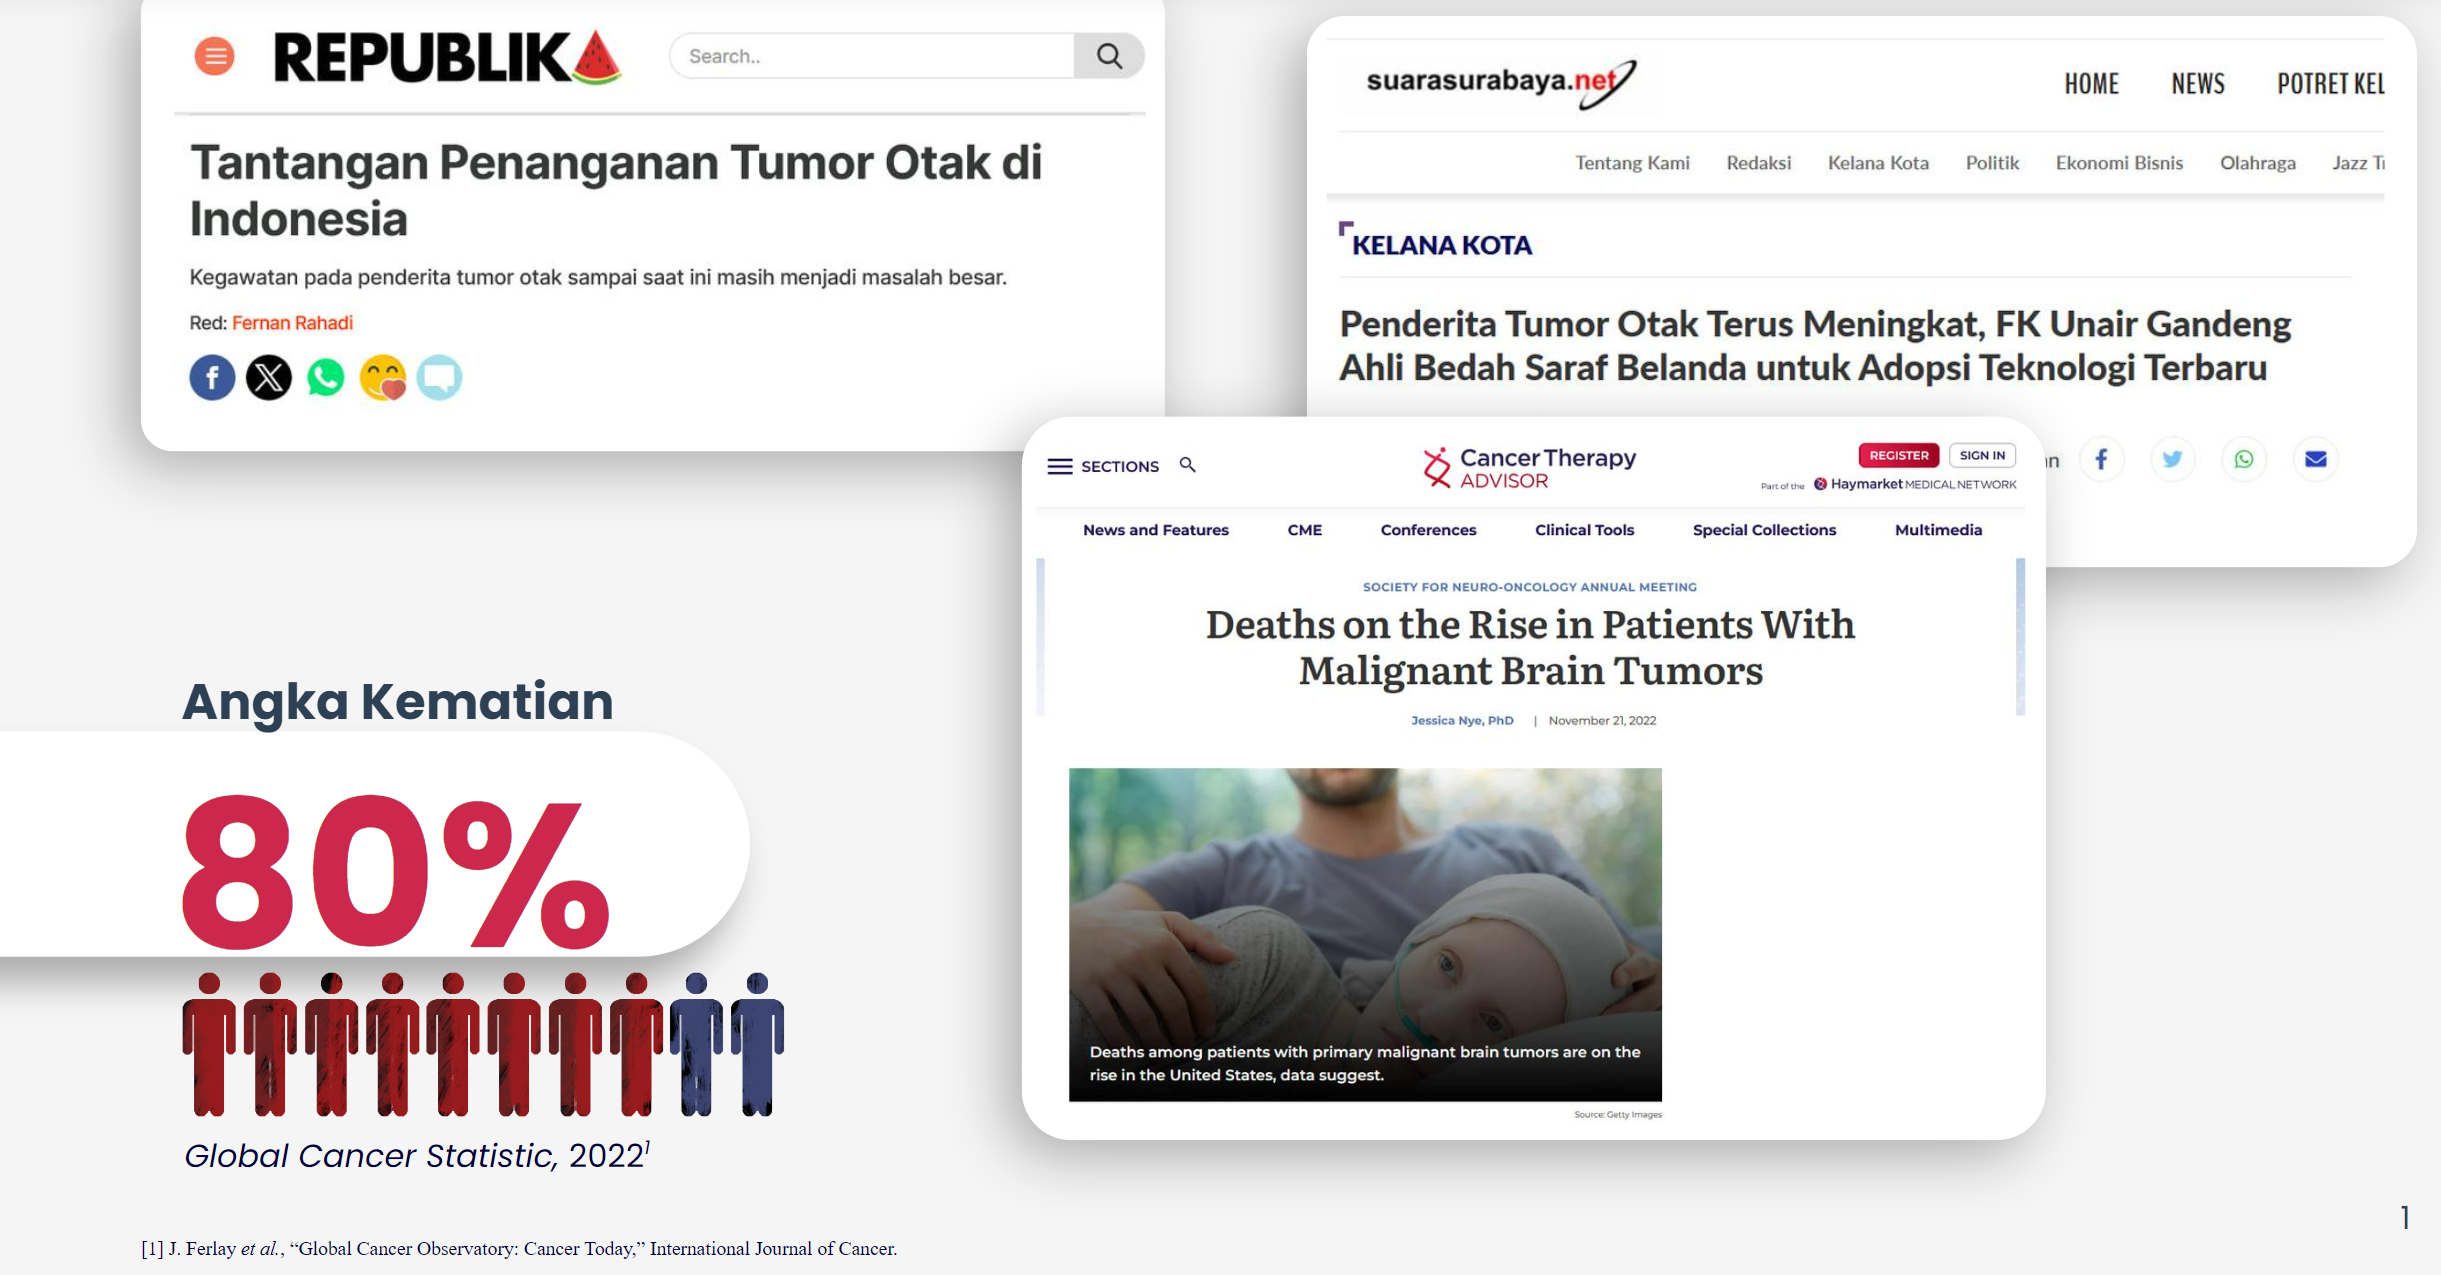 REPUBLIKA
Search..
Tantangan Penanganan Tumor Otak di
Indonesia
Kegawatan pada penderita tumor otak sampai saat ini masih menjadi masalah besar.
Red: Fernan Rahadi
suarasurabaya.net
HOME NEWS POTRET KEL
Tentang Kami Redaksi Kelana Kota Politik Ekonomi Bisnis Olahraga Jazz
KELANA KOTA
Penderita Tumor Otak Terus Meningkat, FK Unair Gandeng
Ahli Bedah Saraf Belanda untuk Adopsi Teknologi Terbaru
SECTIONS
Cancer Therapy
ADVISOR
REGISTER SIGN IN
Part of the Haymarket MEDICAL NETWORK
News and Features CME Conferences Clinical Tools Special Collections Multimedia
SOCIETY FOR NEURO-ONCOLOGY ANNUAL MEETING
Deaths on the Rise in Patients With
Malignant Brain Tumors
Jessica Nye, PhD | November 21, 2022
Deaths among patients with primary malignant brain tumors are on the
rise in the United States, data suggest.
Source: Getty Images
Angka Kematian
80%
Global Cancer Statistic, 2022¹
[1] J. Ferlay et al., “Global Cancer Observatory: Cancer Today,” International Journal of Cancer.
1